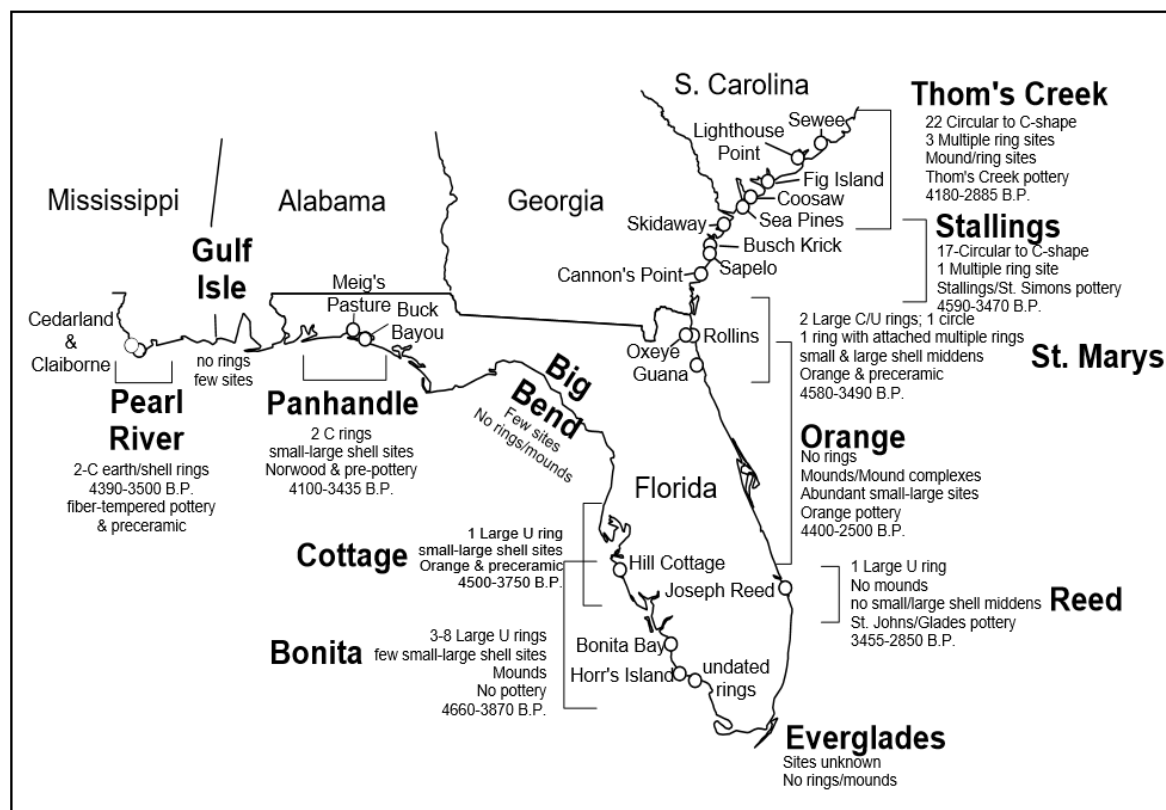 S. Carolina
Thom's Creek
22 Circular to C-shape
3 Multiple ring sites
Mound/ring sites
Thom's Creek pottery
4180-2885 B.P.
Sewee
Lighthouse
Point
Fig Island
Coosaw
Sea Pines
Mississippi
Alabama
Georgia
Skidaway
Busch Krick
Sapelo
Cannon's Point
Stallings
17-Circular to C-shape
1 Multiple ring site
Stallings/St. Simons pottery
4590-3470 B.P.
Gulf
Isle
no rings
few sites
Meig's
Pasture
Buck
Bayou
Cedarland
& Claiborne
Rollins
Oxeye
Guana
2 Large C/U rings; 1 circle
1 ring with attached multiple rings
small & large shell middens
Orange & preceramic
4580-3490 B.P.
St. Marys
Pearl
River
2-C earth/shell rings
4390-3500 B.P.
fiber-tempered pottery
& preceramic
Panhandle
2 C rings
small-large shell sites
Norwood & pre-pottery
4100-3435 B.P.
Big
Bend
Few sites
No rings/mounds
Orange
No rings
Mounds/Mound complexes
Abundant small-large sites
Orange pottery
4400-2500 B.P.
Florida
Cottage
1 Large U ring
small-large shell sites
Orange & preceramic
4500-3750 B.P.
Hill Cottage
Joseph Reed
1 Large U ring
No mounds
no small/large shell middens
St. Johns/Glades pottery
3455-2850 B.P.
Reed
Bonita
3-8 Large U rings
few small-large shell sites
Mounds
No pottery
4660-3870 B.P.
Bonita Bay
Horr's Island
undated
rings
Everglades
Sites unknown
No rings/mounds